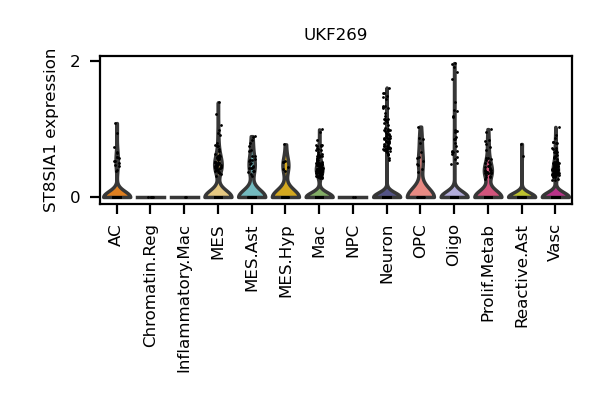 UKF269
ST8SIA1 expression
2
0
AC
Chromatin.Reg
Inflammatory.Mac
MES
MES.Ast
MES.Hyp
Mac
NPC
Neuron
OPC
Oligo
Prolif.Metab
Reactive.Ast
Vasc